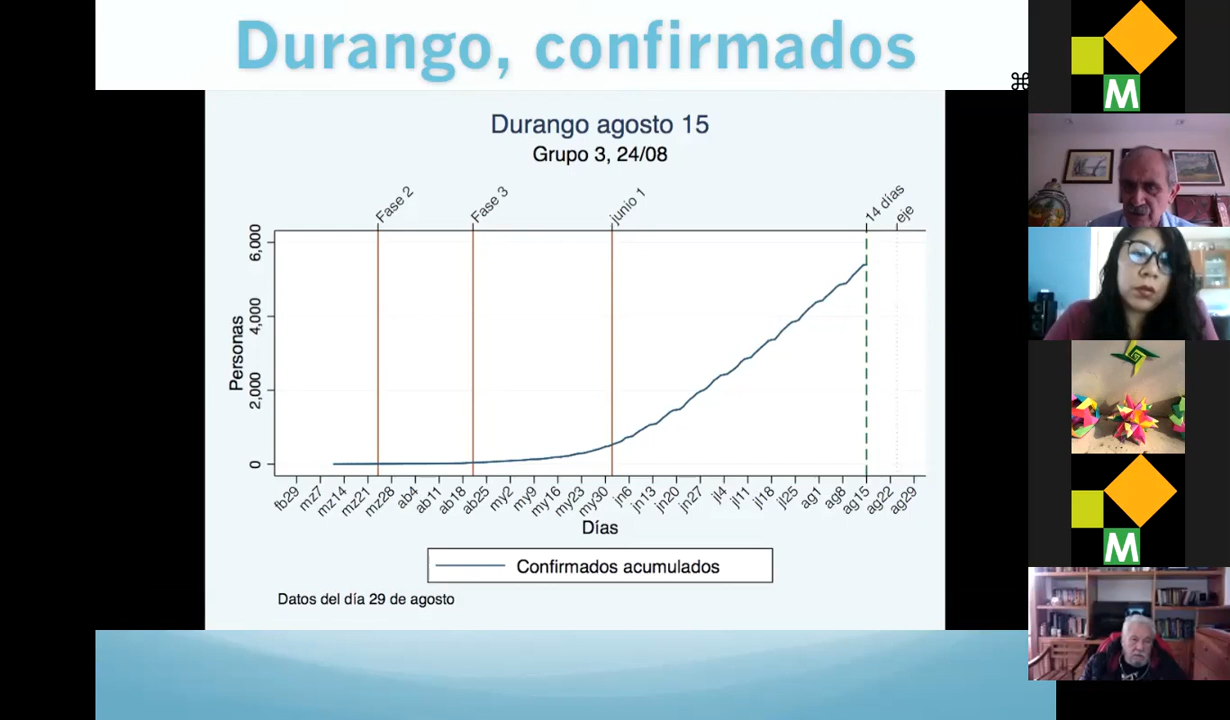 Durango, confirmados
⌘
Durango agosto 15
Grupo 3, 24/08
Fase 2
Fase 3
junio 1
14 días
eje
Personas
6,000
4,000
2,000
0
fb29 mz7 mz14 mz21 mz28 ab4 ab11 ab18 ab25 my2 my9 my16 my23 my30 jn6 jn13 jn20 jn27 jl4 jl11 jl18 jl25 ag1 ag8 ag15 ag22 ag29
Días
Confirmados acumulados
Datos del día 29 de agosto
M
M